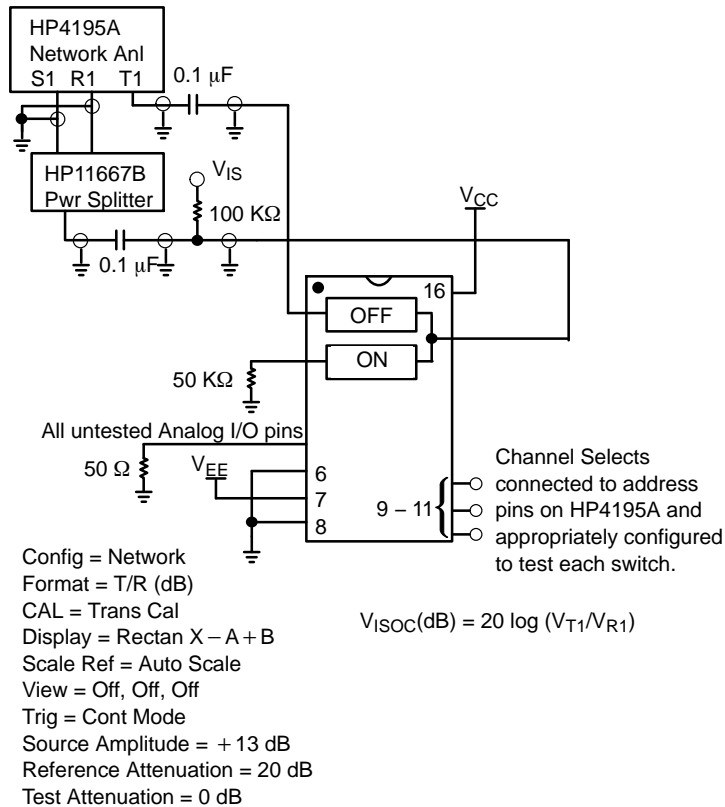 HP4195A
Network Anl
S1 R1 T1
0.1 μF
HP11667B
Pwr Splitter
VIS
100 KΩ
0.1 μF
VCC
16
OFF
ON
50 KΩ
All untested Analog I/O pins
50 Ω
VEE
6
7
8
9 – 11
Channel Selects
connected to address
pins on HP4195A and
appropriately configured
to test each switch.
Config = Network
Format = T/R (dB)
CAL = Trans Cal
Display = Rectan X – A + B
Scale Ref = Auto Scale
View = Off, Off, Off
Trig = Cont Mode
Source Amplitude = + 13 dB
Reference Attenuation = 20 dB
Test Attenuation = 0 dB
VISOC(dB) = 20 log (VT1/VR1)